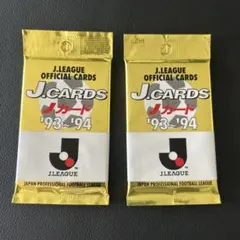 J.LEAGUE
OFFICIAL CARDS
J.CARDS
Jカード
'93~'94
J.LEAGUE
JAPAN PROFESSIONAL FOOTBALL LEAGUE
J.LEAGUE
OFFICIAL CARDS
J.CARDS
Jカード
'93~'94
J.LEAGUE
JAPAN PROFESSIONAL FOOTBALL LEAGUE